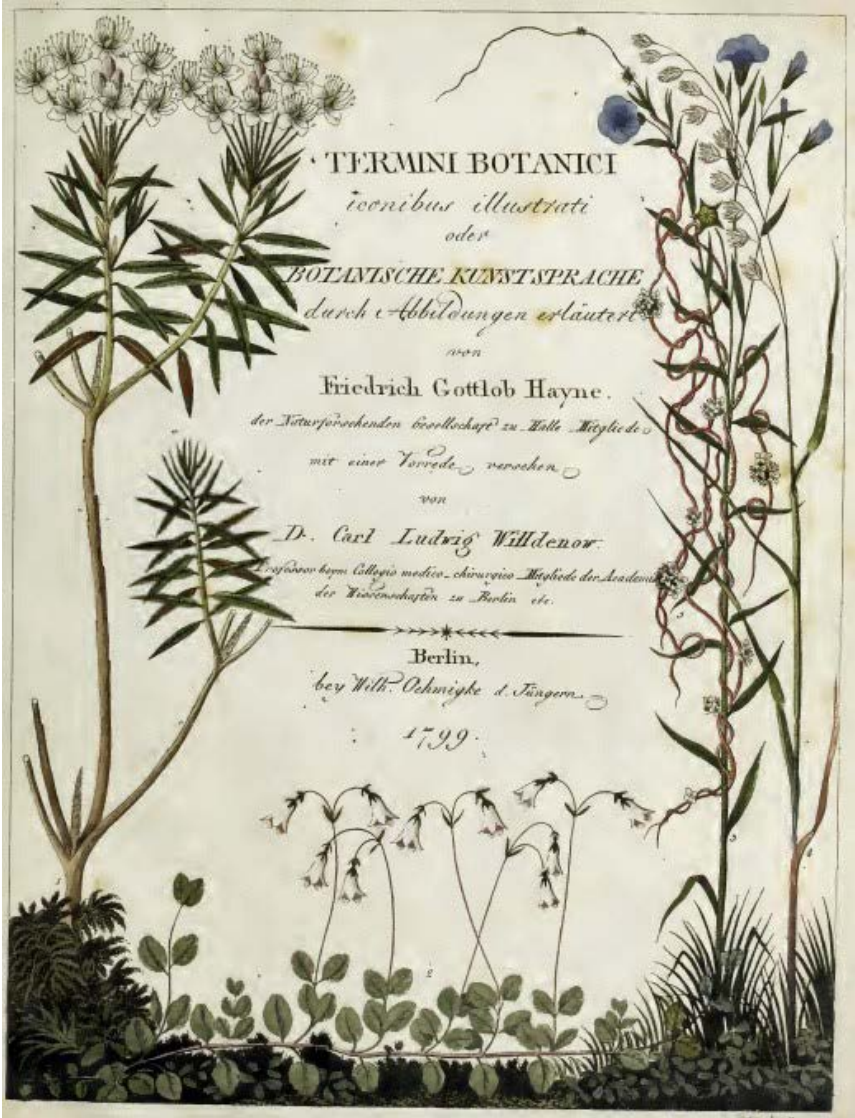 TERMINI BOTANICI
iconibus illustrati
oder
BOTANISCHE KUNSTSPRACHE
durch Abbildungen erläutert
von
Friedrich Gottlob Hayne.
der Naturforschenden Gesellschaft zu Halle Mitgliede
mit einer Vorrede versehen
von
D. Carl Ludwig Willdenow.
Professor beym Collegio medico-chirurgico Mitgliede der Academie
der Wissenschaften zu Berlin etc.
Berlin,
bey Wilh. Oehmigke d. Jüngern
1799.
2